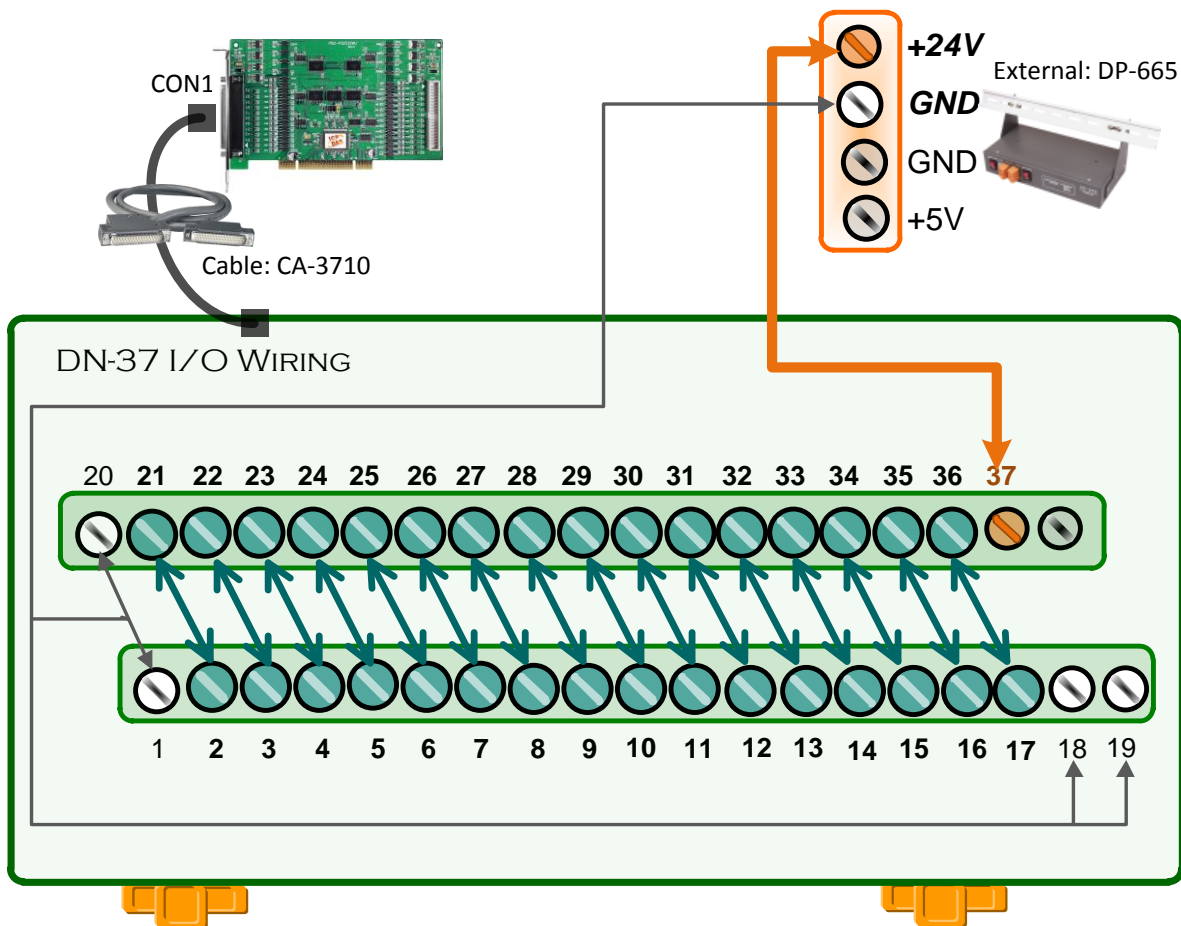 CON1
Cable: CA-3710
+24V
GND
GND
+5V
External: DP-665
DN-37 I/O WIRING
20 21 22 23 24 25 26 27 28 29 30 31 32 33 34 35 36 37
1 2 3 4 5 6 7 8 9 10 11 12 13 14 15 16 17 18 19